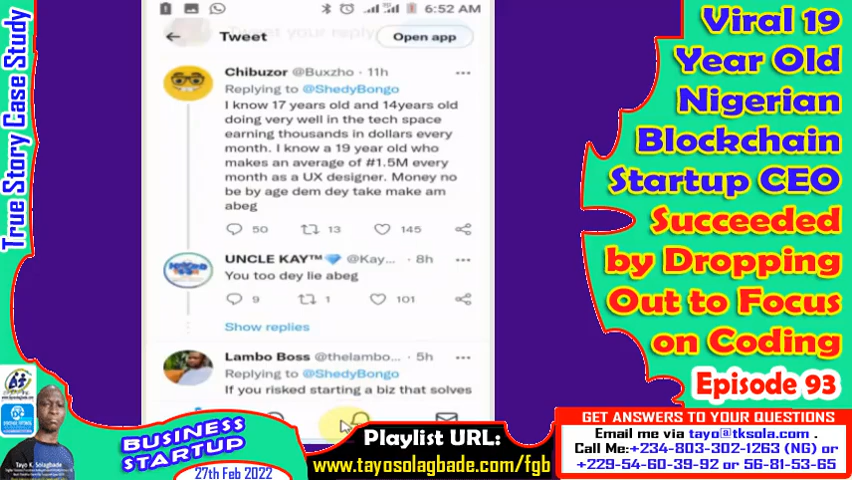 True Story Case Study
6:52 AM
Tweet your reply
Tweet
Open app
Chibuzor @Buxzho · 11h
Replying to @ShedyBongo
I know 17 years old and 14years old
doing very well in the tech space
earning thousands in dollars every
month. I know a 19 year old who
makes an average of #1.5M every
month as a UX designer. Money no
be by age dem dey take make am
abeg
50 13 145
UNCLE KAY™💎 @Kay... · 8h
You too dey lie abeg
9 1 101
Show replies
Lambo Boss @thelambo... · 5h
Replying to @ShedyBongo
If you risked starting a biz that solves
Viral 19
Year Old
Nigerian
Blockchain
Startup CEO
Succeeded
by Dropping
Out to Focus
on Coding
Episode 93
Tayo K. Solagbade
BUSINESS
STARTUP
27th Feb 2022
Playlist URL:
www.tayosolagbade.com/fgb
GET ANSWERS TO YOUR QUESTIONS
Email me via tayo@tksola.com .
Call Me:+234-803-302-1263 (NG) or
+229-54-60-39-92 or 56-81-53-65